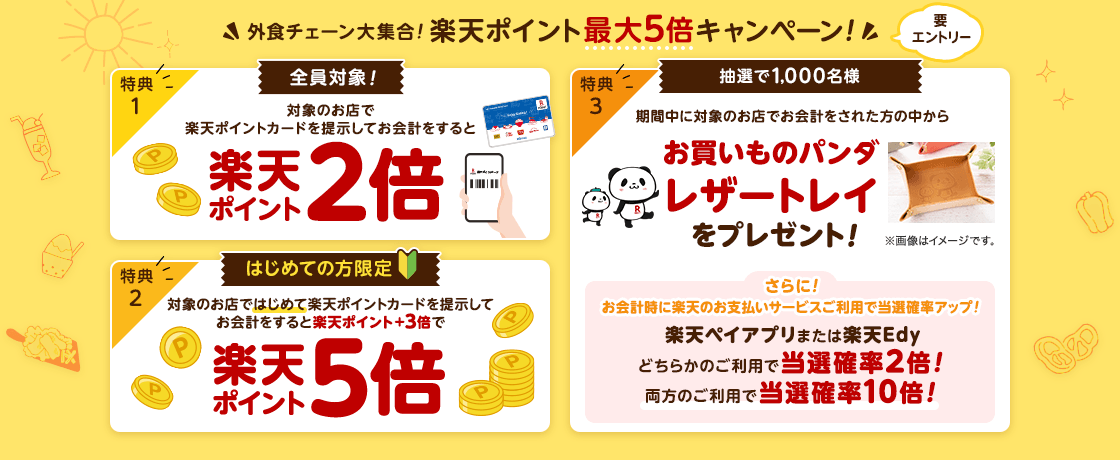 外食チェーン大集合! 楽天ポイント最大5倍キャンペーン!
要
エントリー
特典
1
全員対象!
対象のお店で
楽天ポイントカードを提示してお会計をすると
楽天
ポイント
2倍
特典
2
はじめての方限定
対象のお店ではじめて楽天ポイントカードを提示して
お会計をすると楽天ポイント+3倍で
楽天
ポイント
5倍
特典
3
抽選で1,000名様
期間中に対象のお店でお会計をされた方の中から
お買いものパンダ
レザートレイ
をプレゼント!
※画像はイメージです。
さらに!
お会計時に楽天のお支払いサービスご利用で当選確率アップ!
楽天ペイアプリまたは楽天Edy
どちらかのご利用で当選確率2倍!
両方のご利用で当選確率10倍!